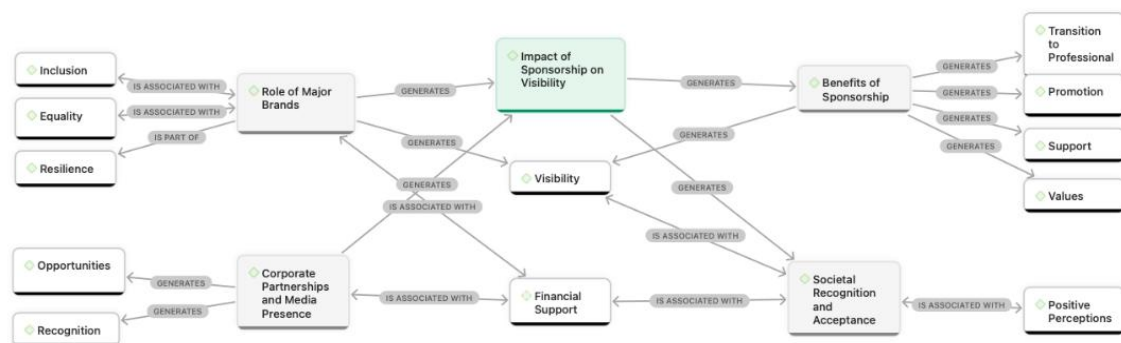 Transition
to
Professional
Impact of
Sponsorship on
Visibility
Inclusion
GENERATES
IS ASSOCIATED WITH
Role of Major
Brands
GENERATES
GENERATES
Benefits of
Sponsorship
GENERATES
Promotion
Equality
IS ASSOCIATED WITH
GENERATES
IS PART OF
GENERATES
GENERATES
GENERATES
Support
Resilience
Visibility
GENERATES
GENERATES
Values
IS ASSOCIATED WITH
IS ASSOCIATED WITH
Opportunities
GENERATES
Corporate
Partnerships
and Media
Presence
IS ASSOCIATED WITH
Financial
Support
IS ASSOCIATED WITH
Societal
Recognition
and
Acceptance
IS ASSOCIATED WITH
Positive
Perceptions
GENERATES
Recognition